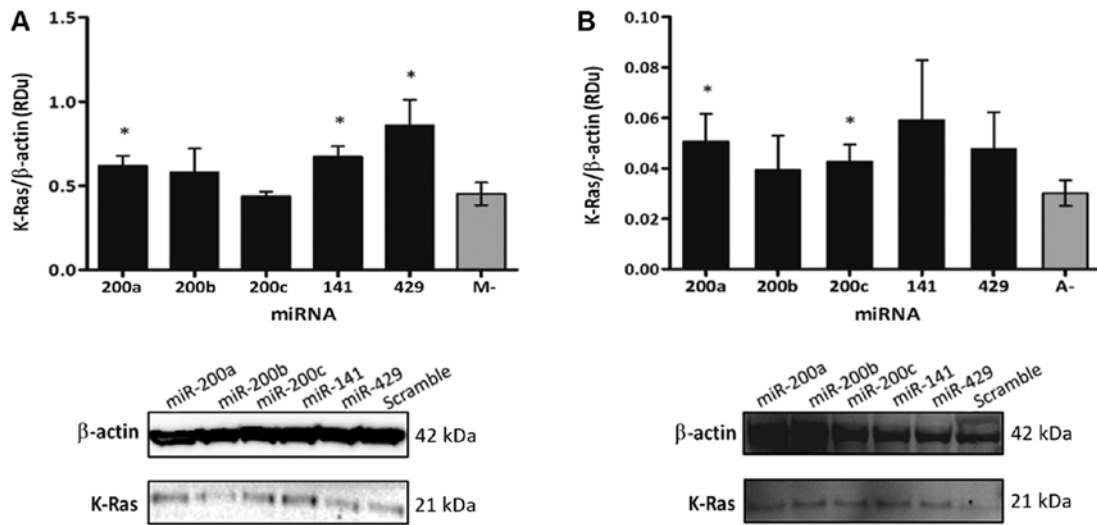 A
K-Ras/β-actin (RDu)
1.5
1.0
0.5
0.0
* * *
200a 200b 200c 141 429 M-
miRNA
miR-200a miR-200b miR-200c miR-141 miR-429 Scramble
β-actin 42 kDa
K-Ras 21 kDa
B
K-Ras/β-actin (RDu)
0.10
0.08
0.06
0.04
0.02
0.00
* *
200a 200b 200c 141 429 A-
miRNA
miR-200a miR-200b miR-200c miR-141 miR-429 Scramble
β-actin 42 kDa
K-Ras 21 kDa